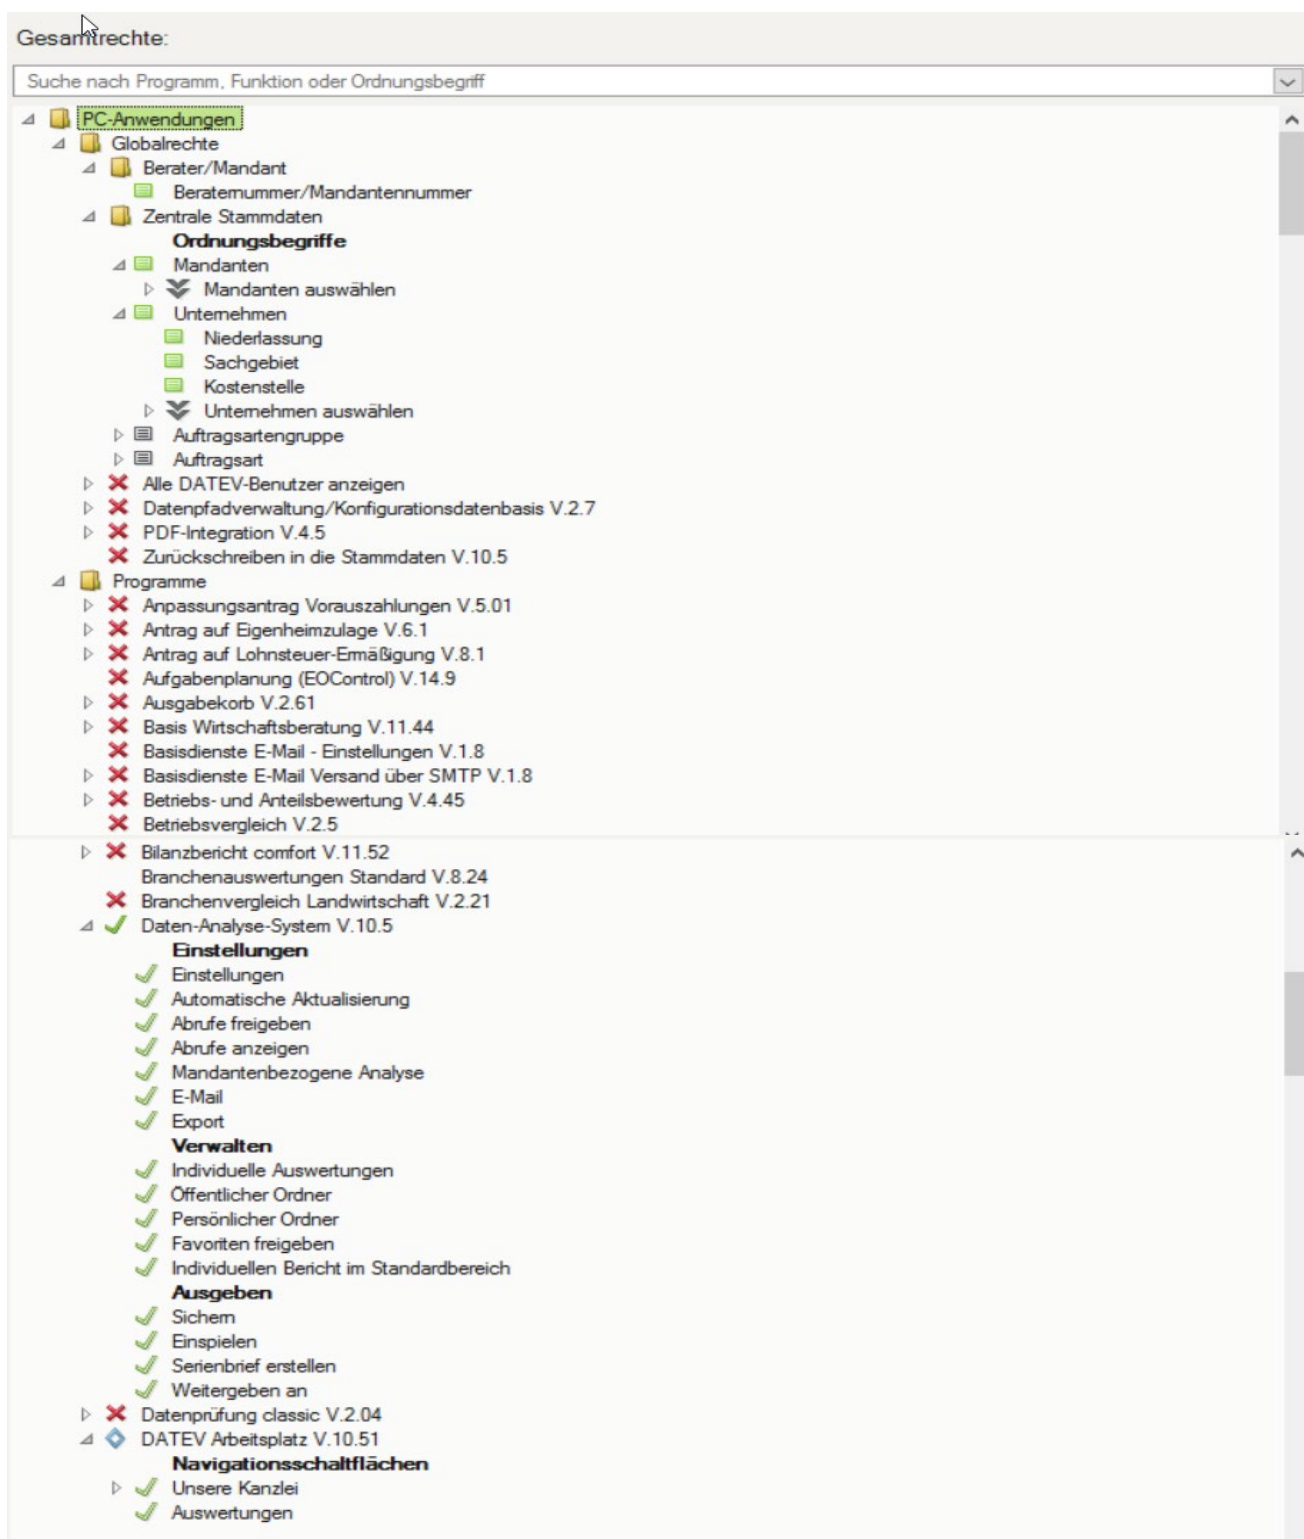 Gesamtrechte:
Suche nach Programm, Funktion oder Ordnungsbegriff
PC-Anwendungen
Globalrechte
Berater/Mandant
Beraternummer/Mandantennummer
Zentrale Stammdaten
Ordnungsbegriffe
Mandanten
Mandanten auswählen
Unternehmen
Niederlassung
Sachgebiet
Kostenstelle
Unternehmen auswählen
Auftragsartengruppe
Auftragsart
Alle DATEV-Benutzer anzeigen
Datenpfadverwaltung/Konfigurationsdatenbasis V.2.7
PDF-Integration V.4.5
Zurückschreiben in die Stammdaten V.10.5
Programme
Anpassungsantrag Vorauszahlungen V.5.01
Antrag auf Eigenheimzulage V.6.1
Antrag auf Lohnsteuer-Ermäßigung V.8.1
Aufgabenplanung (EOControl) V.14.9
Ausgabekorb V.2.61
Basis Wirtschaftsberatung V.11.44
Basisdienste E-Mail - Einstellungen V.1.8
Basisdienste E-Mail Versand über SMTP V.1.8
Betriebs- und Anteilsbewertung V.4.45
Betriebsvergleich V.2.5
Bilanzbericht comfort V.11.52
Branchenauswertungen Standard V.8.24
Branchenvergleich Landwirtschaft V.2.21
Daten-Analyse-System V.10.5
Einstellungen
Einstellungen
Automatische Aktualisierung
Abrufe freigeben
Abrufe anzeigen
Mandantenbezogene Analyse
E-Mail
Export
Verwalten
Individuelle Auswertungen
Öffentlicher Ordner
Persönlicher Ordner
Favoriten freigeben
Individuellen Bericht im Standardbereich
Ausgeben
Sichern
Einspielen
Serienbrief erstellen
Weitergeben an
Datenprüfung classic V.2.04
DATEV Arbeitsplatz V.10.51
Navigationsschaltflächen
Unsere Kanzlei
Auswertungen